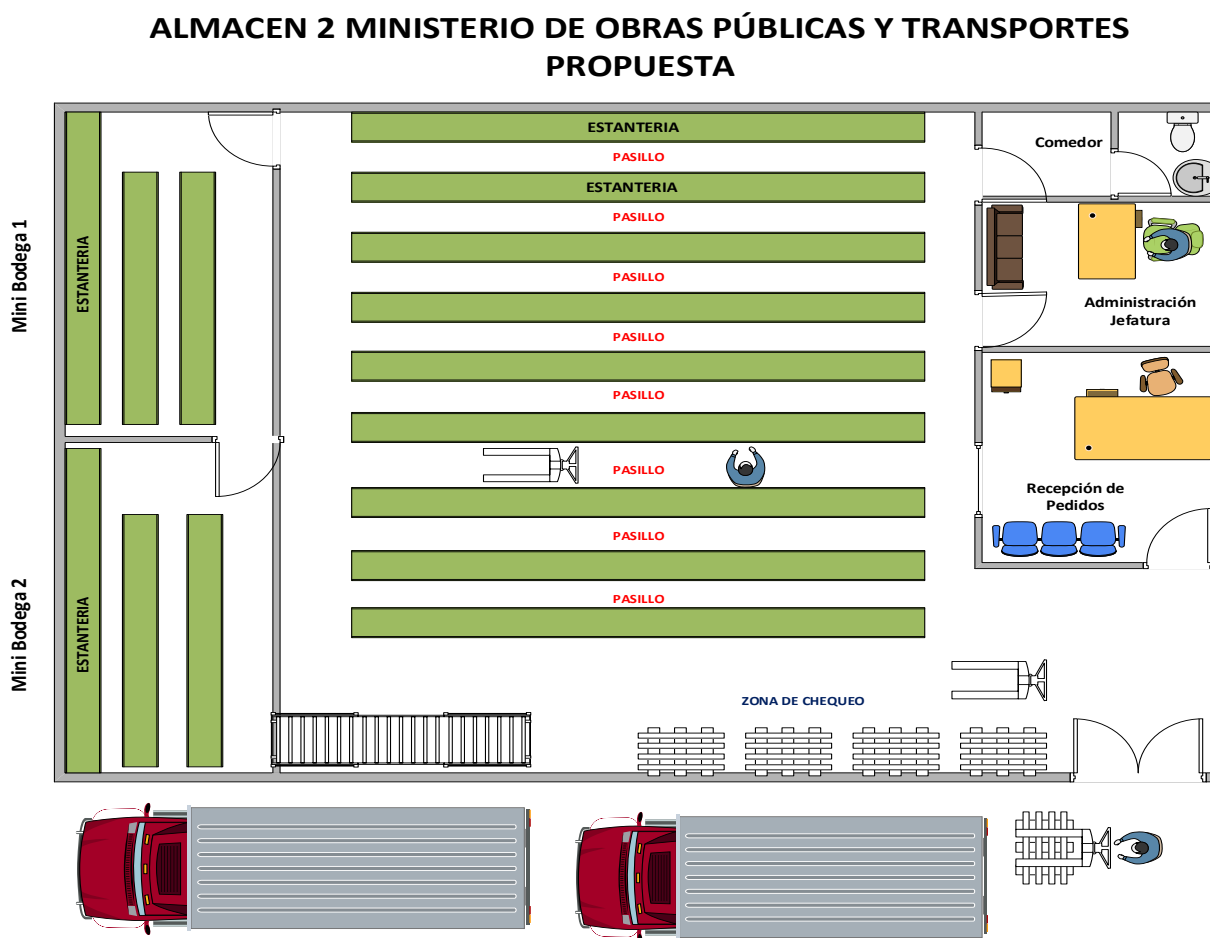 ALMACEN 2 MINISTERIO DE OBRAS PÚBLICAS Y TRANSPORTES
PROPUESTA
ESTANTERIA
PASILLO
ESTANTERIA
PASILLO
PASILLO
PASILLO
PASILLO
PASILLO
PASILLO
PASILLO
Mini Bodega 1
ESTANTERIA
Mini Bodega 2
ESTANTERIA
Comedor
Administración
Jefatura
Recepción de
Pedidos
ZONA DE CHEQUEO